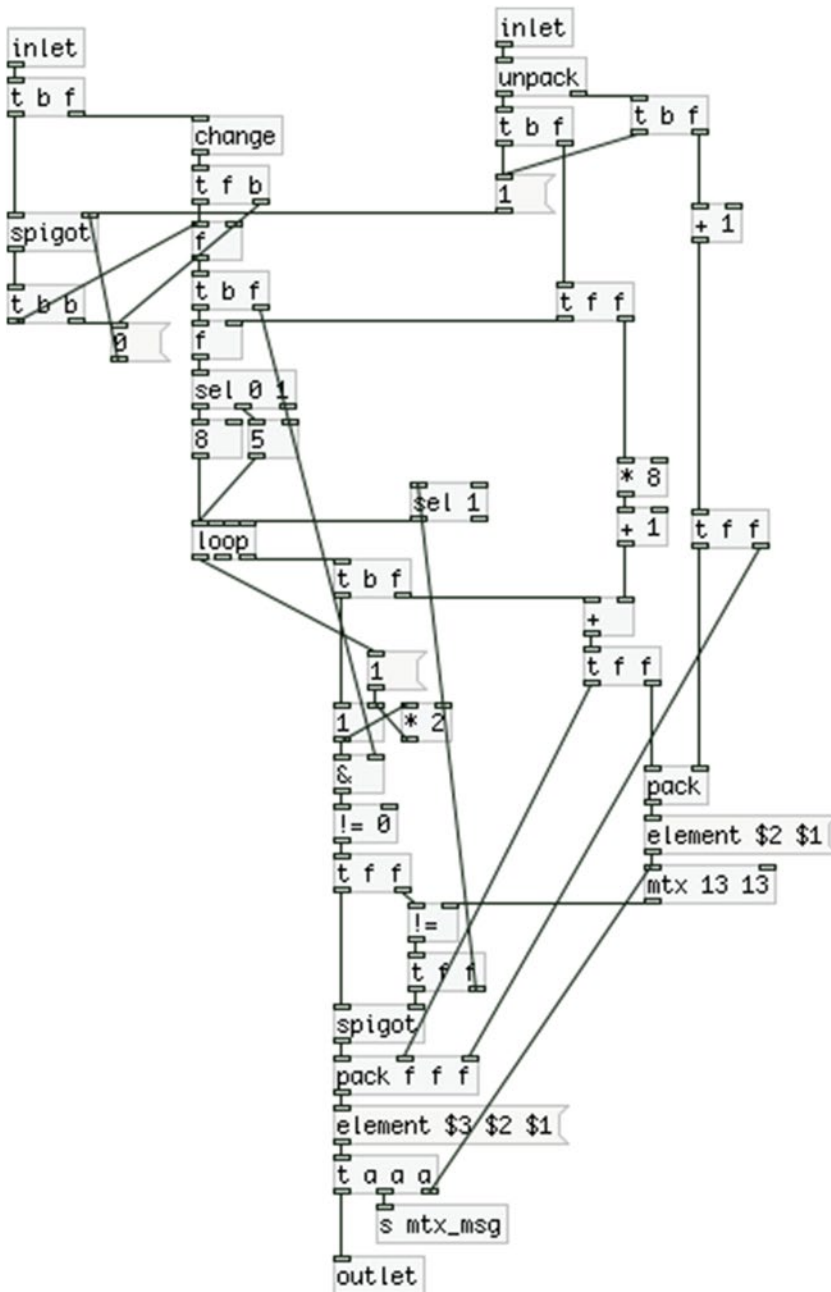 inlet
inlet
t b f
unpack
t b f
t b f
change
t f b
1
spigot
f
+ 1
t b b
t b f
t f f
0
f
sel 0 1
8
5
* 8
sel 1
+ 1
t f f
loop
t b f
+
t f f
1
1
* 2
&
pack
!= 0
element $2 $1
t f f
mtx 13 13
!=
t f f
spigot
pack f f f
element $3 $2 $1
t a a a
s mtx_msg
outlet